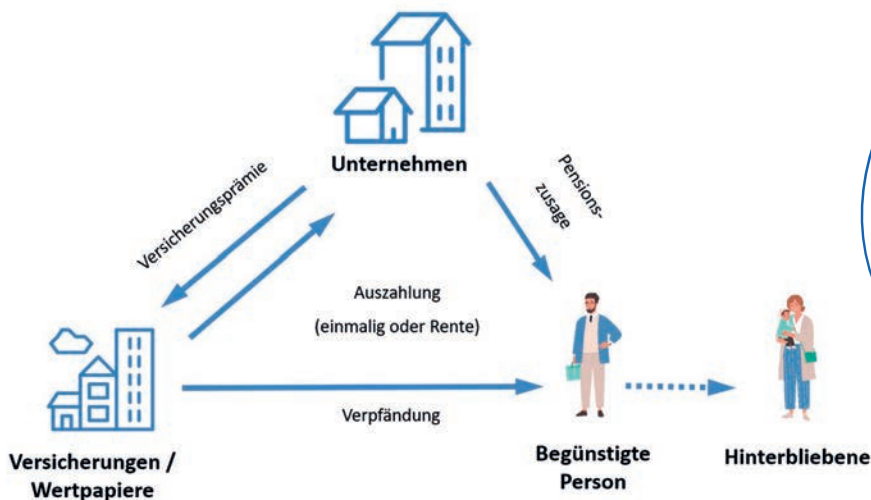 Unternehmen
Versicherungsprämie
Pensions-
zusage
Auszahlung
(einmalig oder Rente)
Verpfändung
Versicherungen /
Wertpapiere
Begünstigte
Person
Hinterbliebene